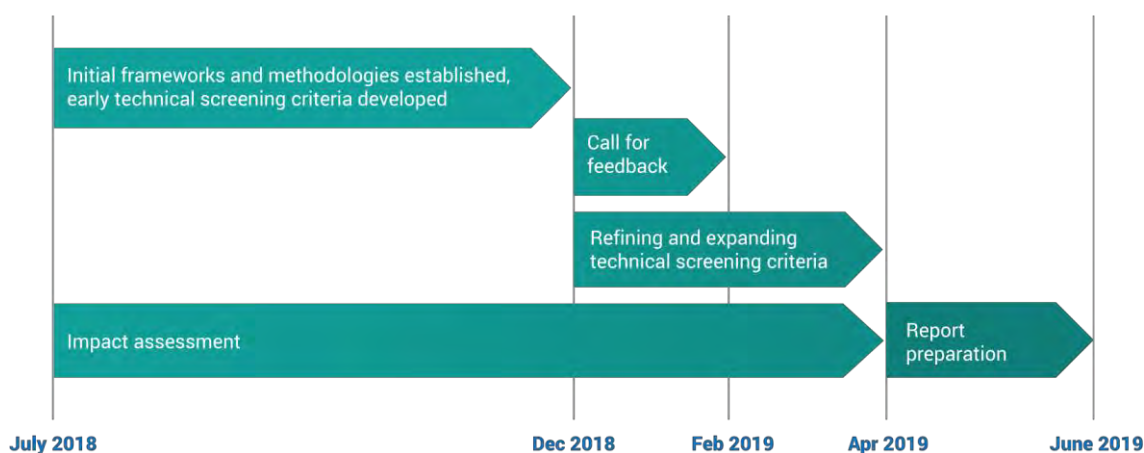 Initial frameworks and methodologies established,
early technical screening criteria developed
Call for
feedback
Refining and expanding
technical screening criteria
Impact assessment
Report
preparation
July 2018
Dec 2018
Feb 2019
Apr 2019
June 2019